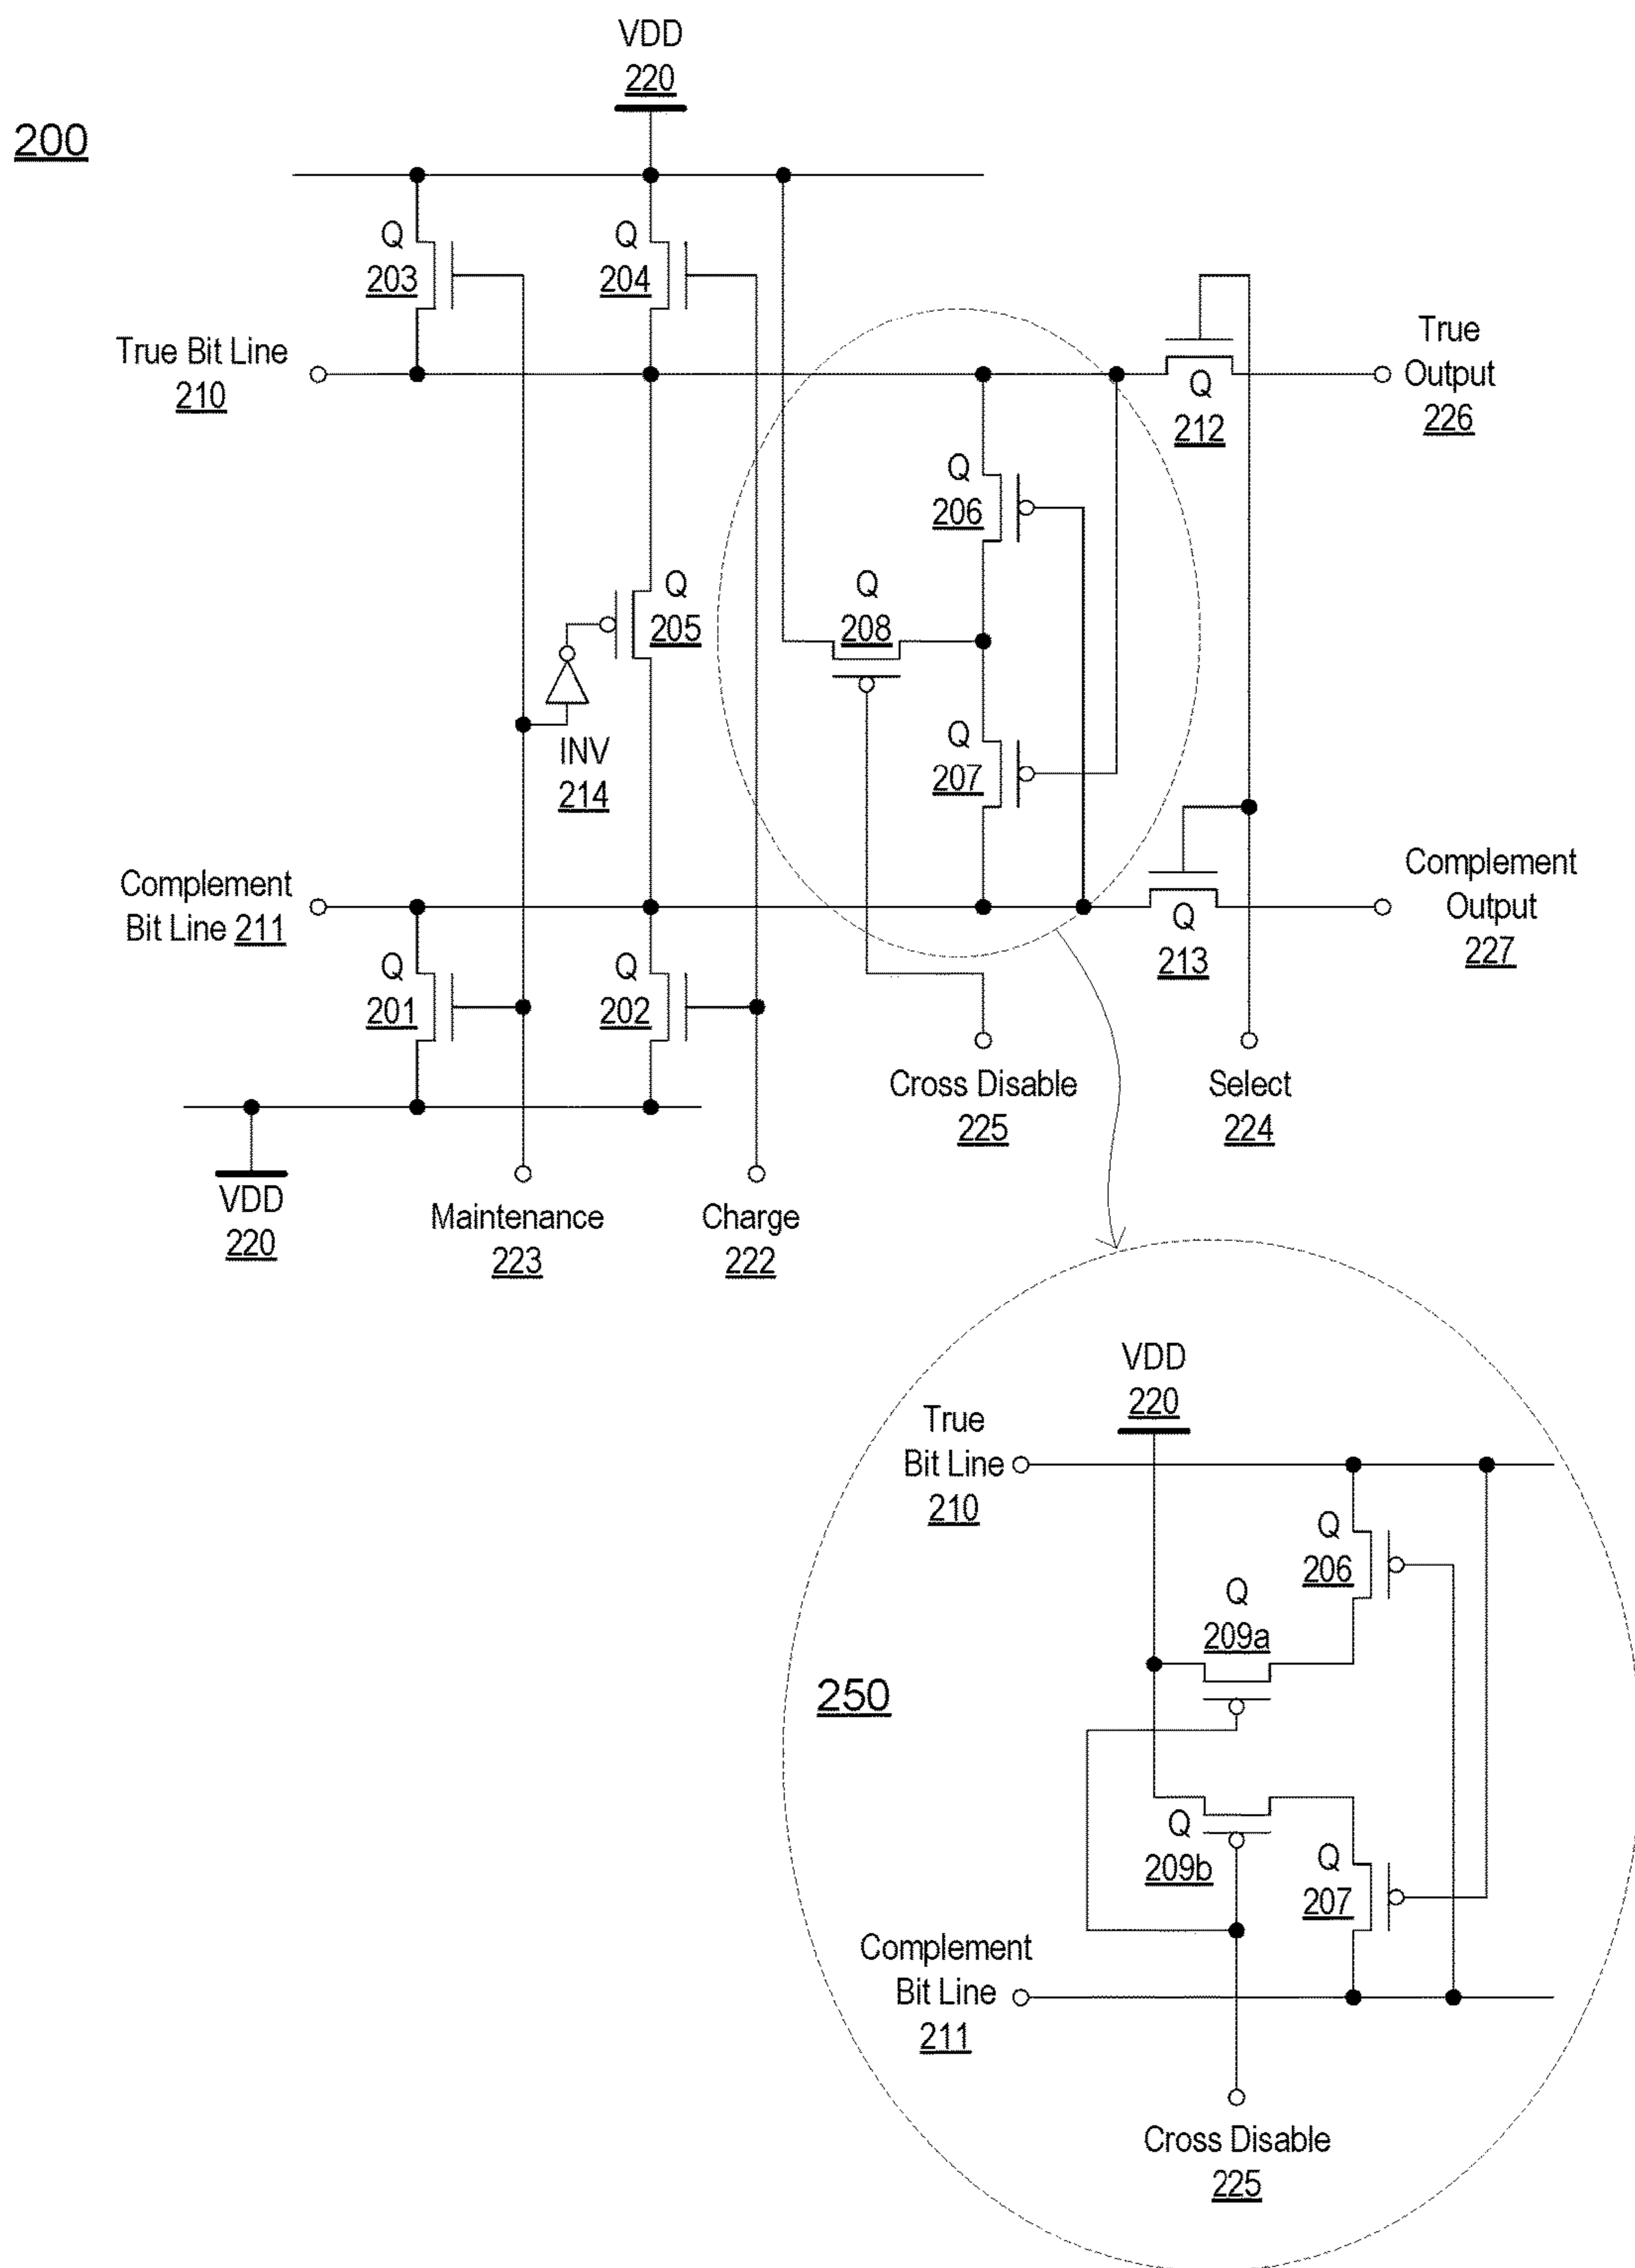 200
VDD
220
Q
203
Q
204
True Bit Line
210
Q
212
True
Output
226
Q
206
Q
205
Q
208
INV
214
Q
207
Complement
Bit Line 211
Q
213
Complement
Output
227
Q
201
Q
202
Cross Disable
225
Select
224
VDD
220
Maintenance
223
Charge
222
250
VDD
220
True
Bit Line
210
Q
206
Q
209a
Q
209b
Q
207
Complement
Bit Line
211
Cross Disable
225